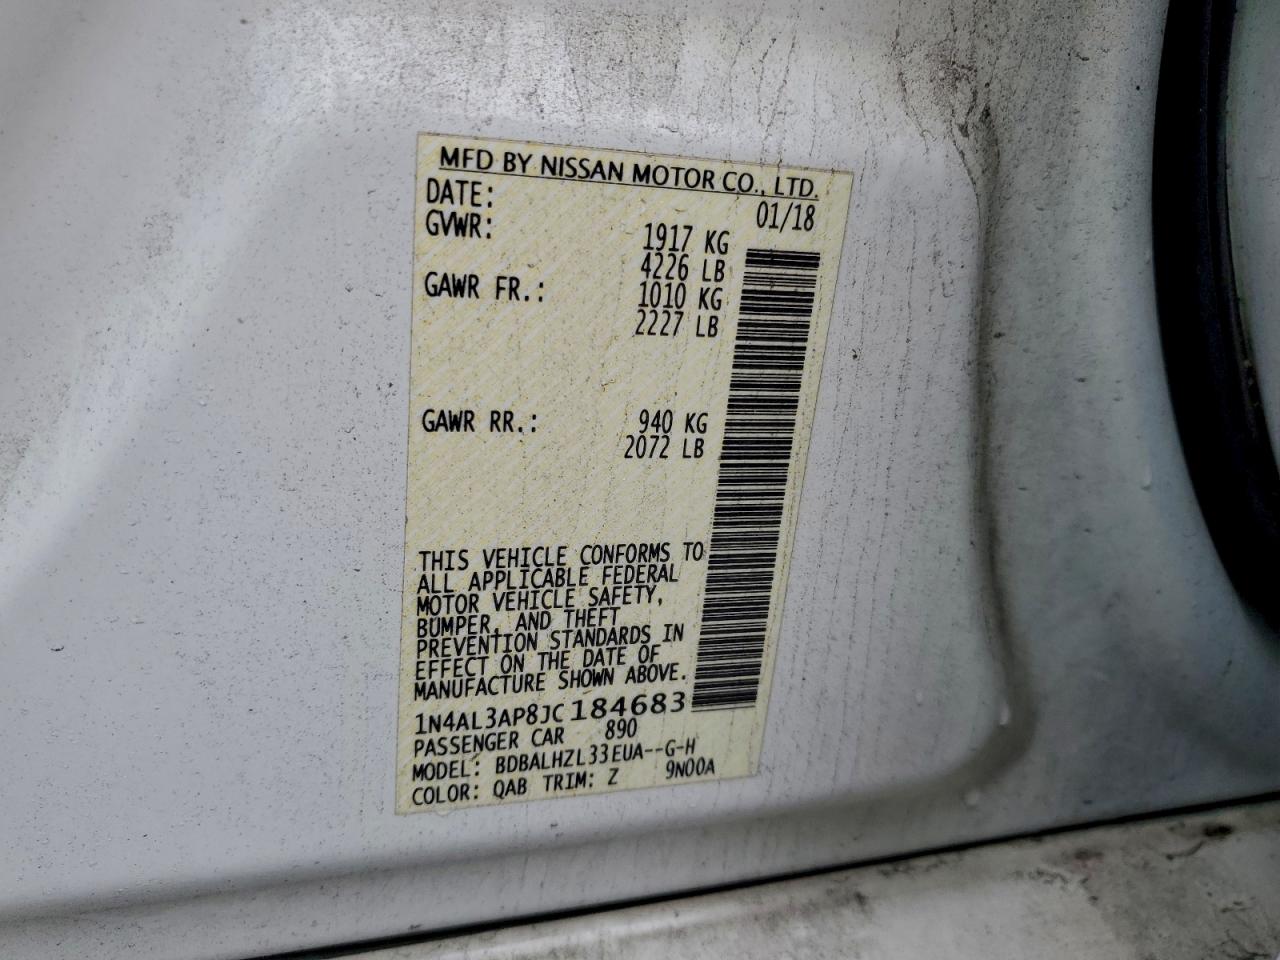 MFD BY NISSAN MOTOR CO., LTD.
DATE: 01/18
GVWR: 1917 KG
4226 LB
GAWR FR.: 1010 KG
2227 LB
GAWR RR.: 940 KG
2072 LB
THIS VEHICLE CONFORMS TO
ALL APPLICABLE FEDERAL
MOTOR VEHICLE SAFETY,
BUMPER, AND THEFT
PREVENTION STANDARDS IN
EFFECT ON THE DATE OF
MANUFACTURE SHOWN ABOVE.
1N4AL3AP8JC184683
PASSENGER CAR 890
MODEL: BDBALHZL33EUA--G-H
COLOR: QAB TRIM: Z 9N00A